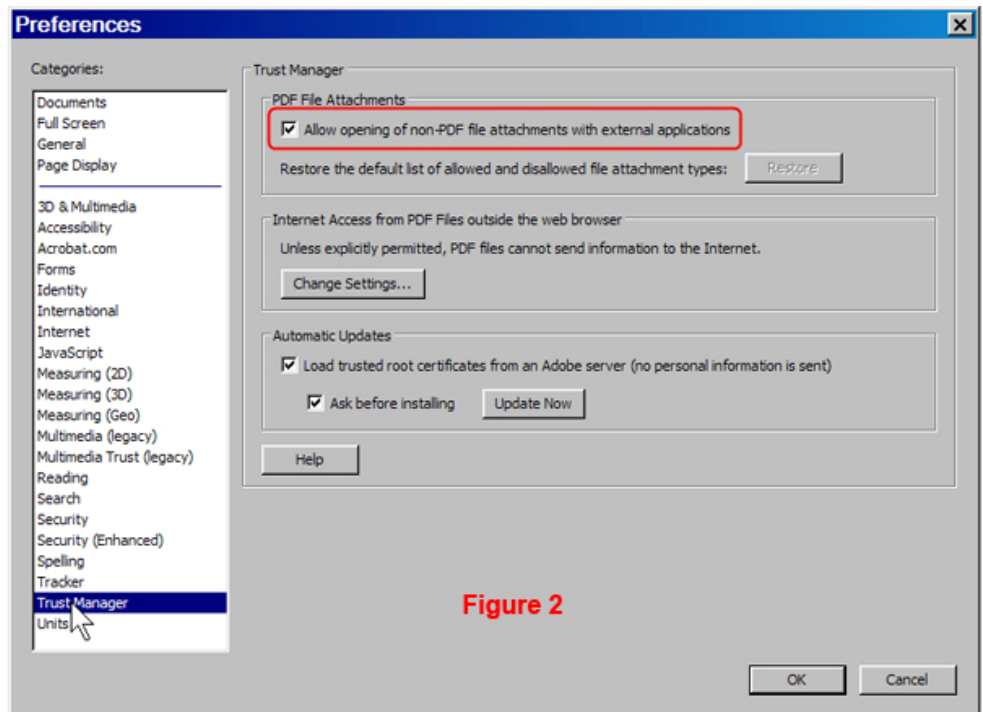 Preferences
Categories:
Documents
Full Screen
General
Page Display
3D & Multimedia
Accessibility
Acrobat.com
Forms
Identity
International
Internet
JavaScript
Measuring (2D)
Measuring (3D)
Measuring (Geo)
Multimedia (legacy)
Multimedia Trust (legacy)
Reading
Search
Security
Security (Enhanced)
Spelling
Tracker
Trust Manager
Units
Trust Manager
PDF File Attachments
Allow opening of non-PDF file attachments with external applications
Restore the default list of allowed and disallowed file attachment types: Restore
Internet Access from PDF Files outside the web browser
Unless explicitly permitted, PDF files cannot send information to the Internet.
Change Settings...
Automatic Updates
Load trusted root certificates from an Adobe server (no personal information is sent)
Ask before installing Update Now
Help
Figure 2
OK Cancel